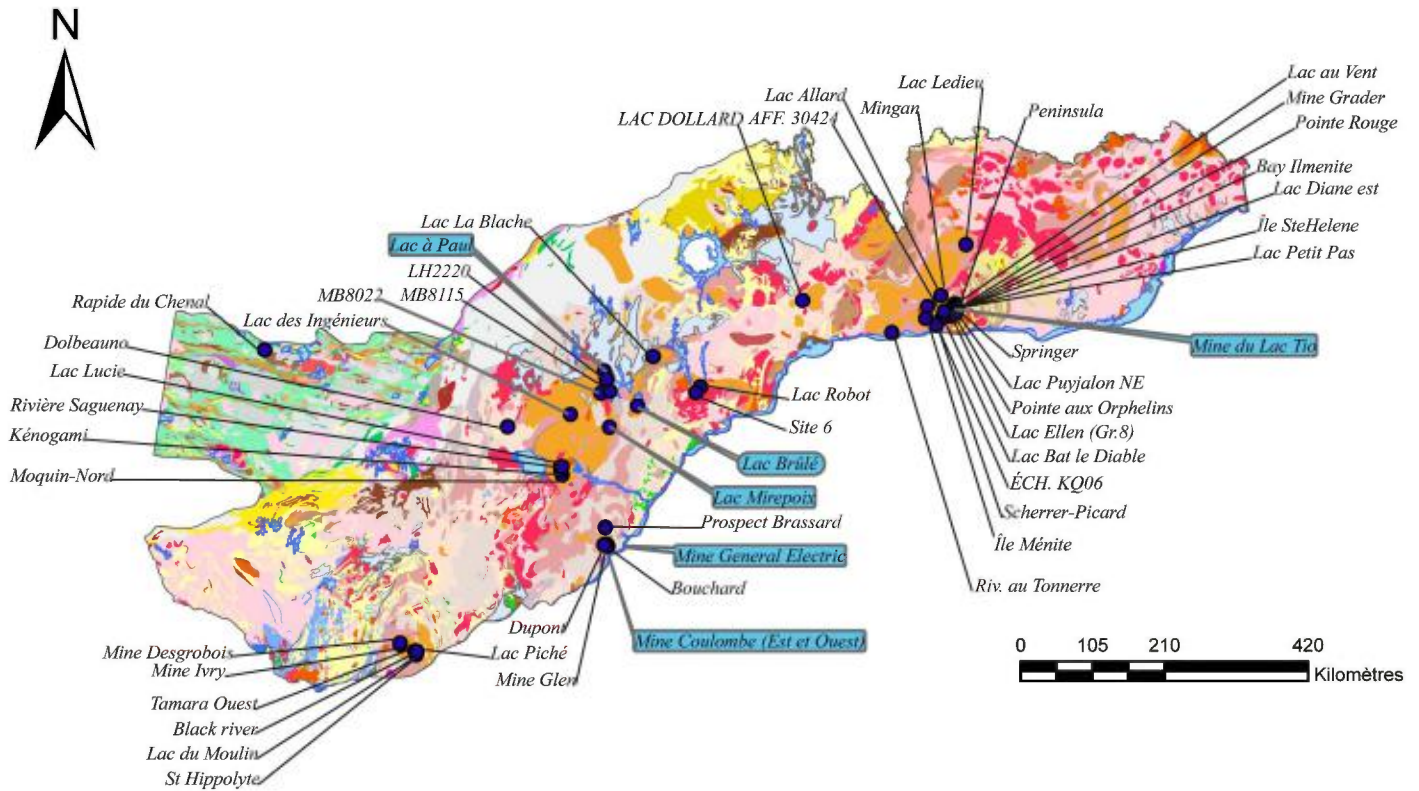 N
Lac au Vent
Lac Ledieu
Lac Allard
Mine Grader
Mingan
Peninsula
LAC DOLLARD AFF. 30424
Pointe Rouge
Bay Ilmenite
Lac Diane est
Lac La Blache
Île SteHelene
Lac à Paul
Lac Petit Pas
LH2220
MB8022
MB8115
Rapide du Chenal
Lac des Ingénieurs
Dolbeauno
Springer
Mine du Lac Tio
Lac Lucie
Lac Puyjalon NE
Lac Robot
Rivière Saguenay
Pointe aux Orphelins
Site 6
Kénogami
Lac Ellen (Gr.8)
Lac Bat le Diable
Lac Brûlé
Moquin-Nord
ÉCH. KQ06
Lac Mirepoix
Scherrer-Picard
Prospect Brassard
Île Ménite
Mine General Electric
Bouchard
Riv. au Tonnerre
Dupont
Mine Coulombe (Est et Ouest)
Mine Desgrobois
Lac Piché
Mine Ivry
Mine Glen
0 105 210 420
Kilomètres
Tamara Ouest
Black river
Lac du Moulin
St Hippolyte